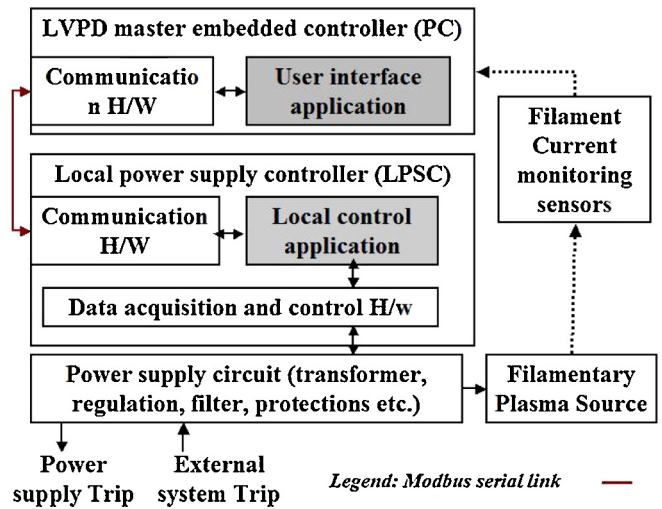 LVPD master embedded controller (PC)
Communicatio
n H/W
User interface
application
Filament
Current
monitoring
sensors
Local power supply controller (LPSC)
Communication
H/W
Local control
application
Data acquisition and control H/w
Power supply circuit (transformer,
regulation, filter, protections etc.)
Filamentary
Plasma Source
Power
supply Trip
External
system Trip
Legend: Modbus serial link